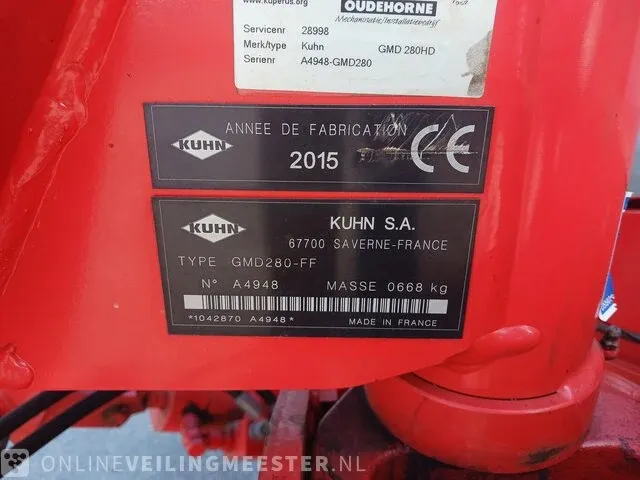 www.kuperus.org
OUDEHORNE
Mechanisatie/Installatiebedrijf
Servicenr 28998
Merk/type Kuhn GMD 280HD
Serienr A4948-GMD280
KUHN
ANNEE DE FABRICATION
2015
CE
KUHN
KUHN S.A.
67700 SAVERNE-FRANCE
TYPE GMD280-FF
N° A4948 MASSE 0668 kg
*1042870 A4948* MADE IN FRANCE
ONLINEVEILINGMEESTER.NL